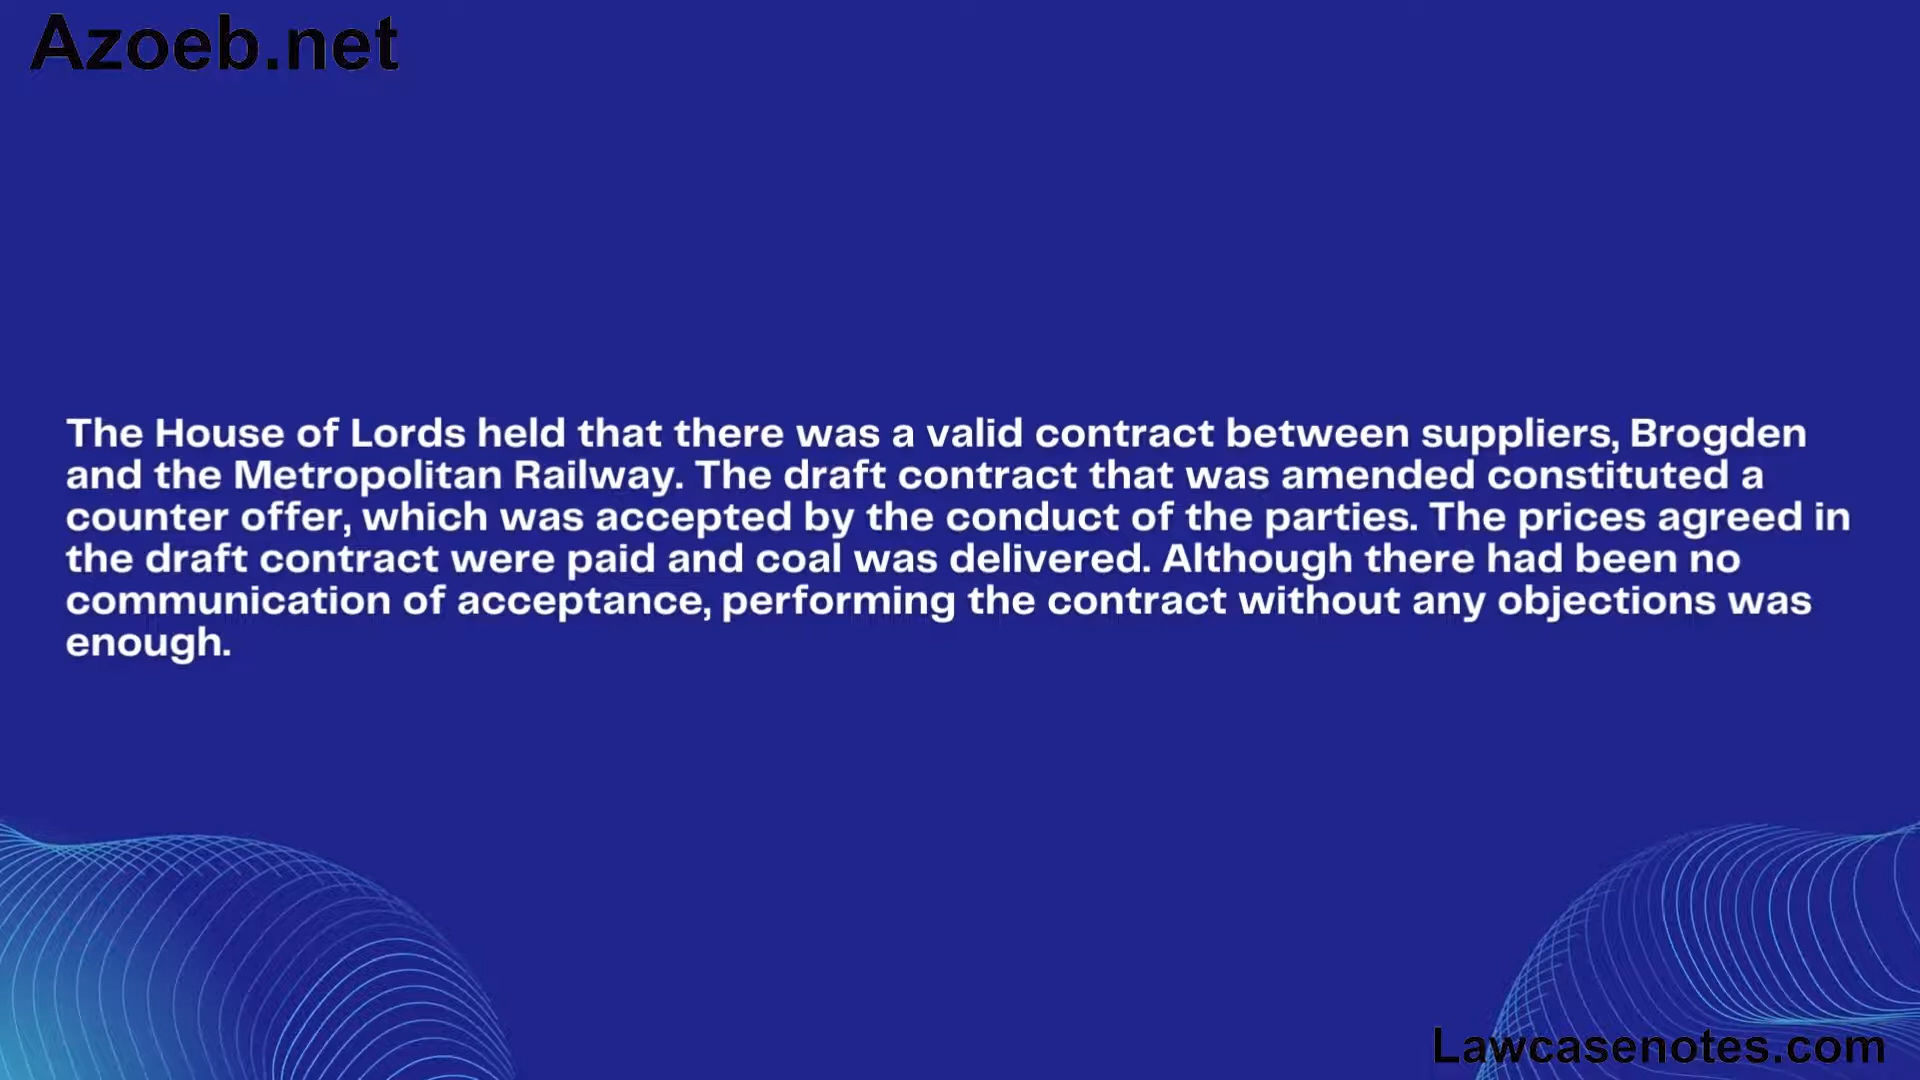 Azoeb.net
The House of Lords held that there was a valid contract between suppliers, Brogden
and the Metropolitan Railway. The draft contract that was amended constituted a
counter offer, which was accepted by the conduct of the parties. The prices agreed in
the draft contract were paid and coal was delivered. Although there had been no
communication of acceptance, performing the contract without any objections was
enough.
Lawcasenotes.com